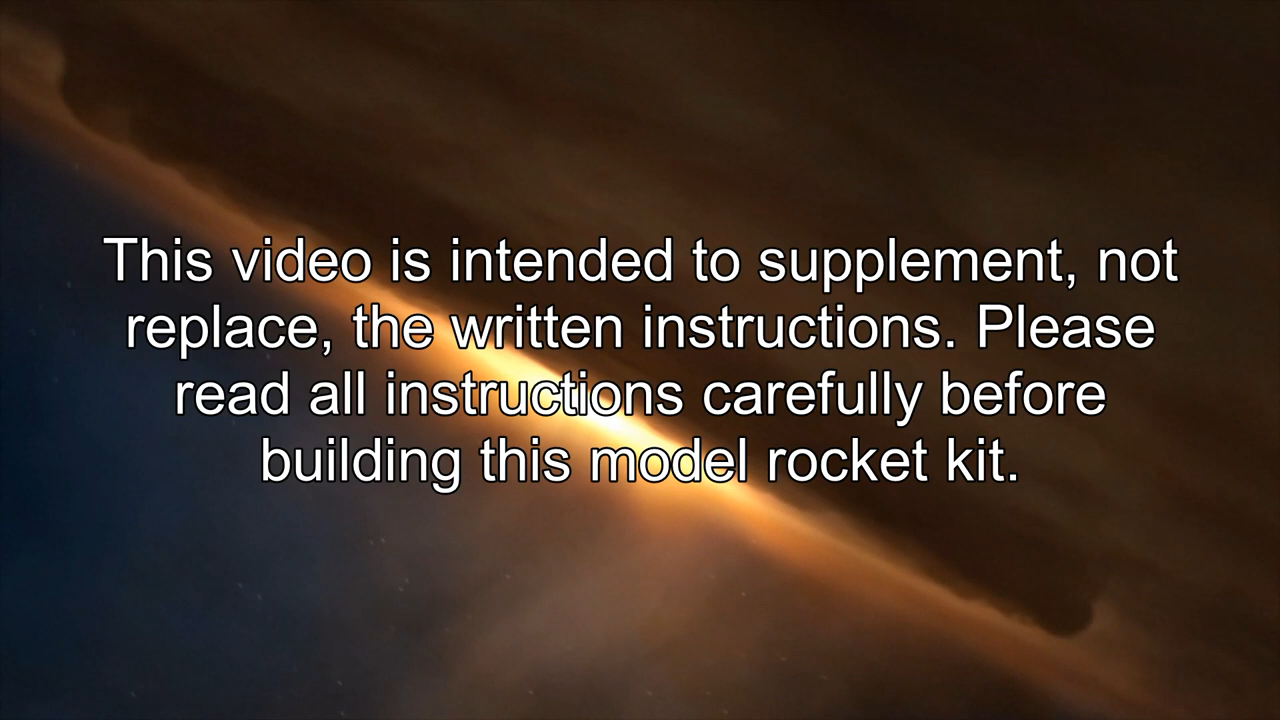 This video is intended to supplement, not
replace, the written instructions. Please
read all instructions carefully before
building this model rocket kit.